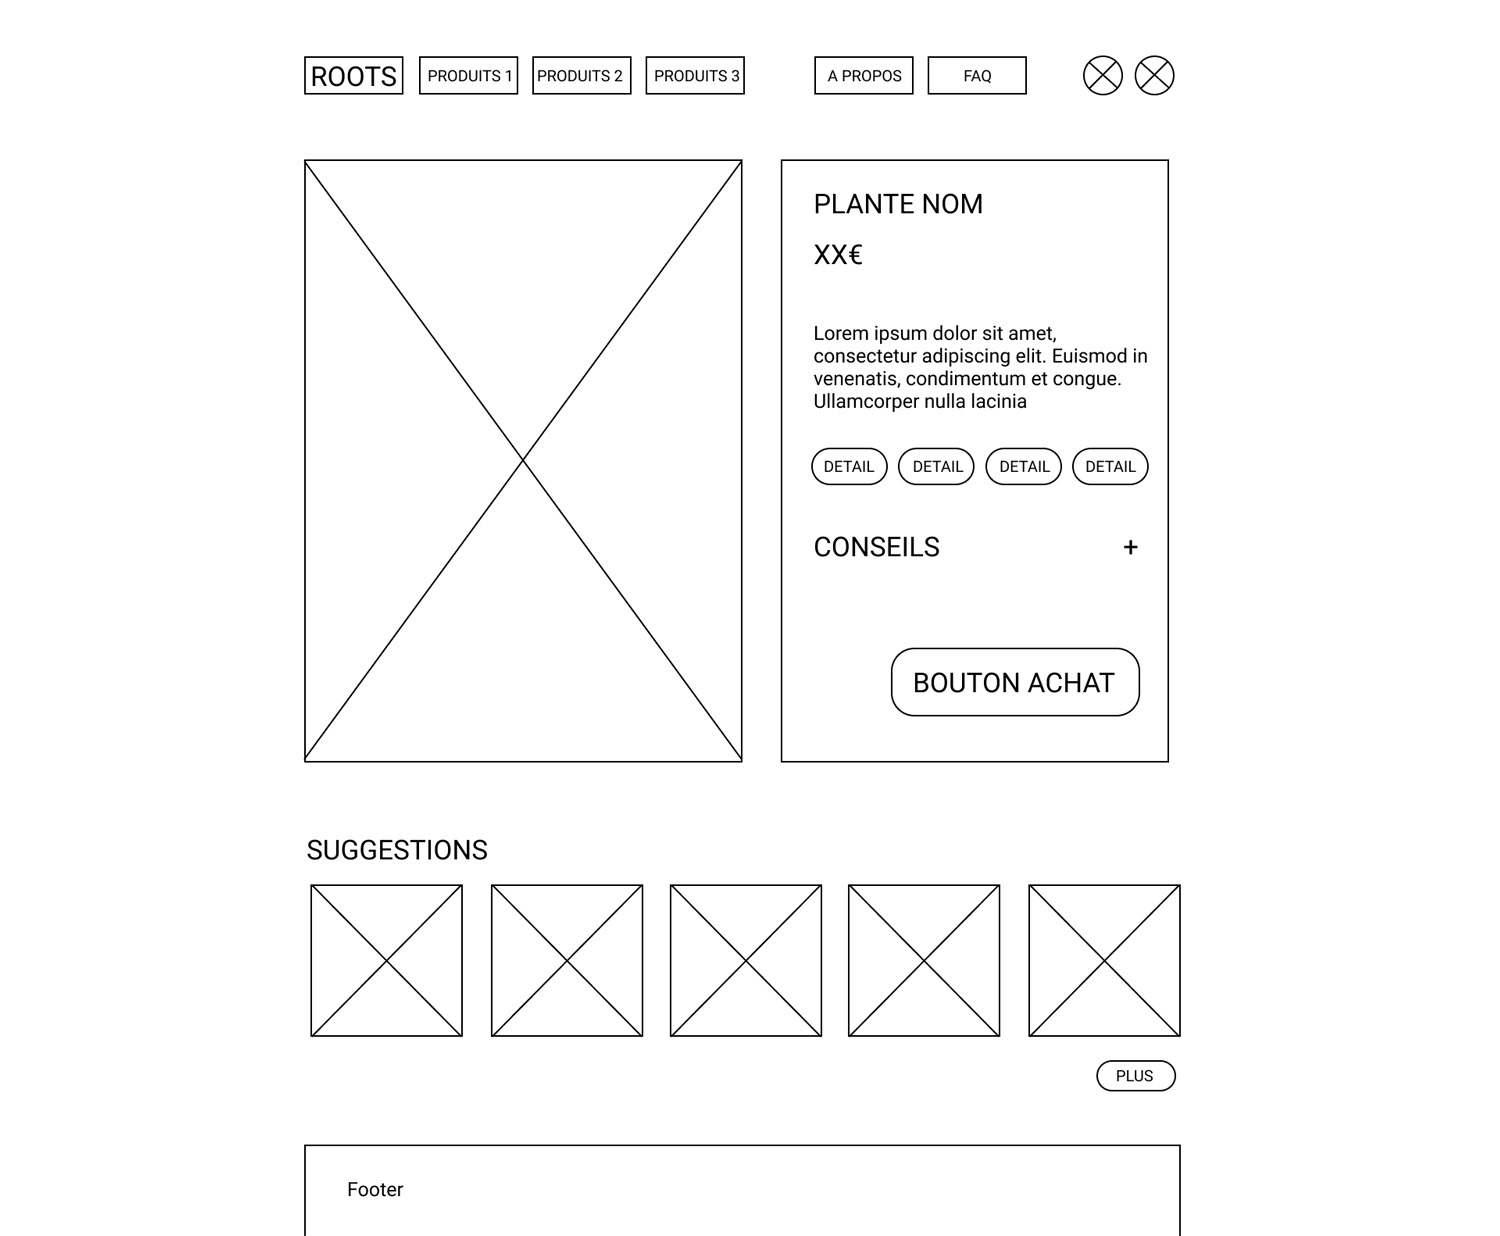 ROOTS PRODUITS 1 PRODUITS 2 PRODUITS 3 A PROPOS FAQ
PLANTE NOM
XX€
Lorem ipsum dolor sit amet,
consectetur adipiscing elit. Euismod in
venenatis, condimentum et congue.
Ullamcorper nulla lacinia
DETAIL DETAIL DETAIL DETAIL
CONSEILS +
BOUTON ACHAT
SUGGESTIONS
PLUS
Footer